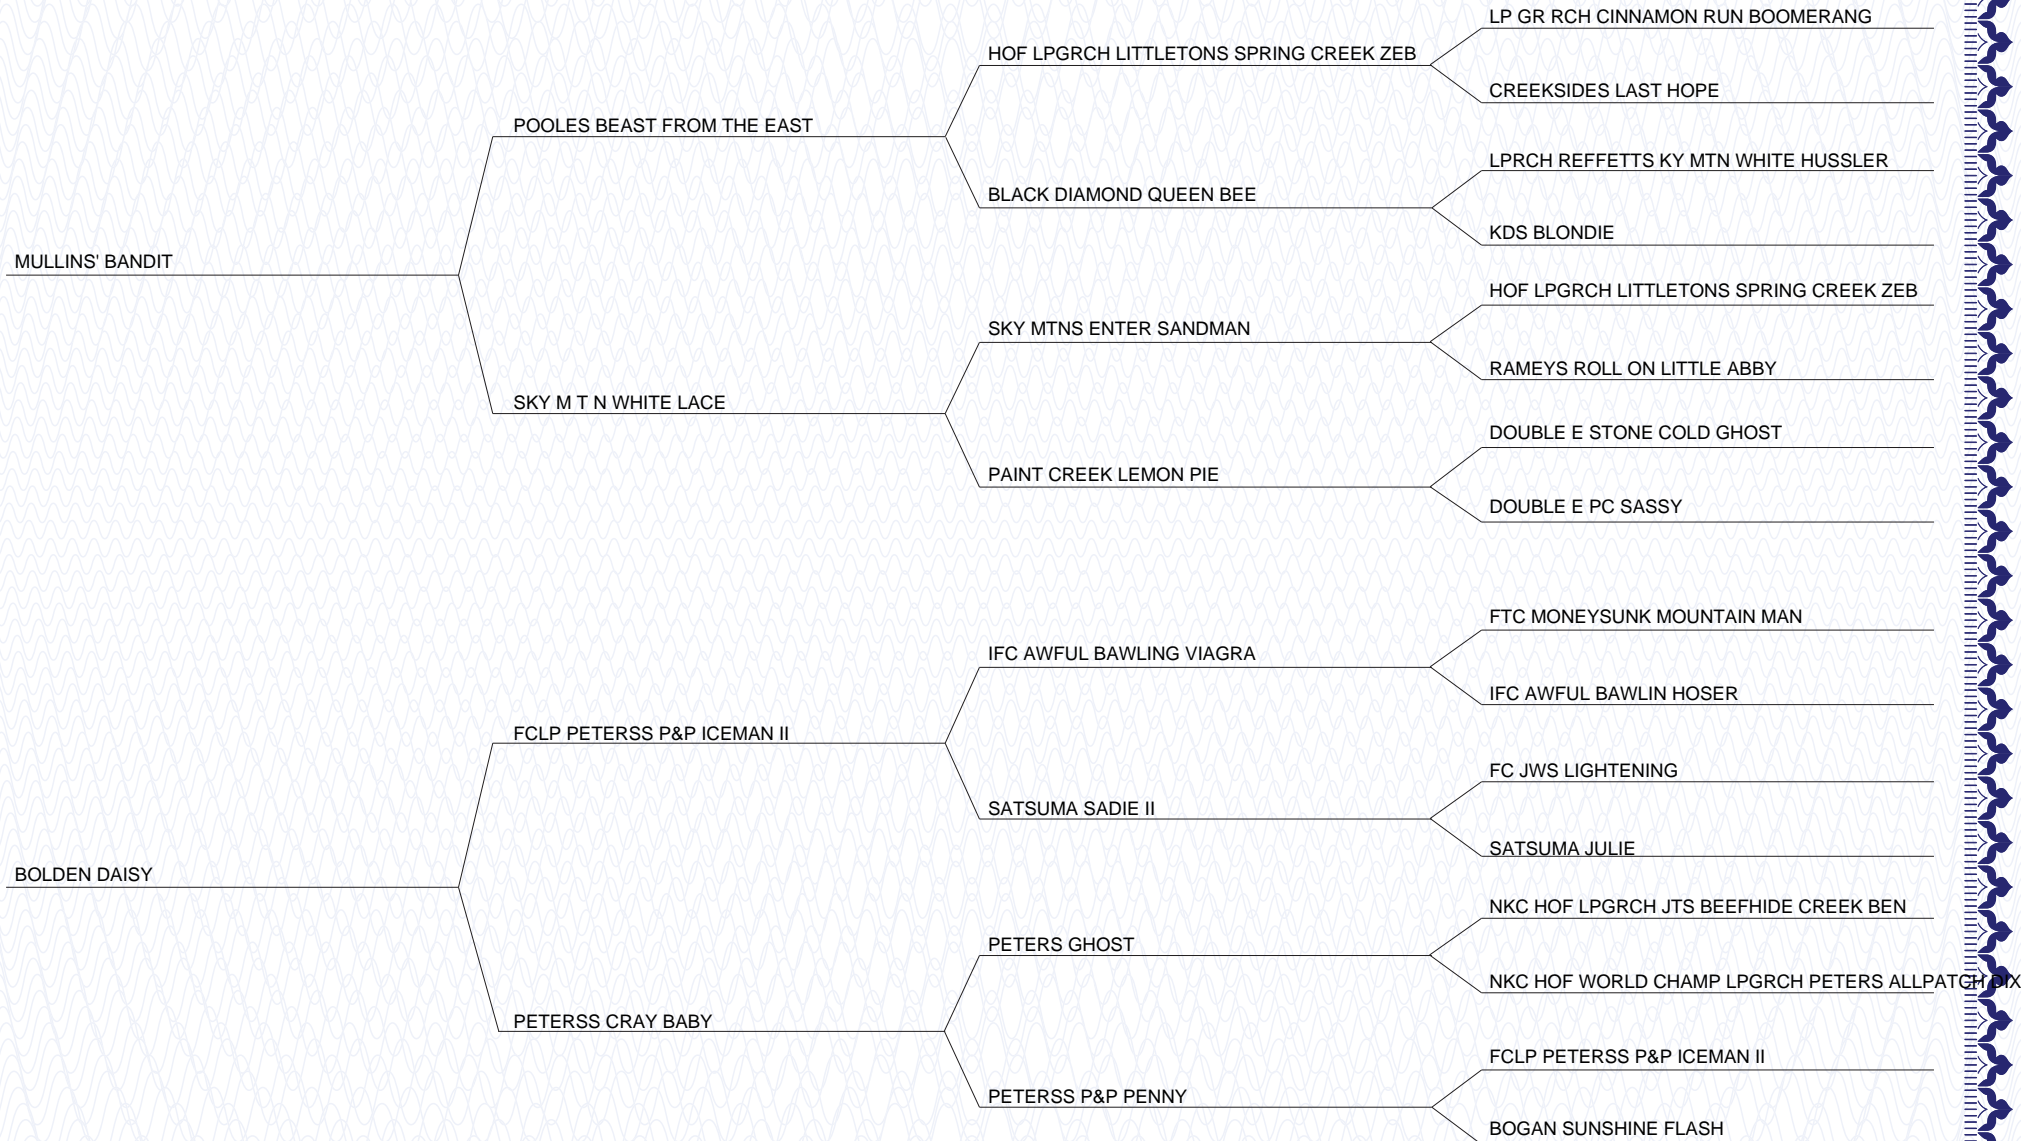 LP GR RCH CINNAMON RUN BOOMERANG
HOF LPGRCH LITTLETONS SPRING CREEK ZEB
CREEKSIDES LAST HOPE
POOLES BEAST FROM THE EAST
LPRCH REFFETTS KY MTN WHITE HUSSLER
BLACK DIAMOND QUEEN BEE
KDS BLONDIE
MULLINS' BANDIT
HOF LPGRCH LITTLETONS SPRING CREEK ZEB
SKY MTNS ENTER SANDMAN
RAMEYS ROLL ON LITTLE ABBY
SKY M T N WHITE LACE
DOUBLE E STONE COLD GHOST
PAINT CREEK LEMON PIE
DOUBLE E PC SASSY
FTC MONEYSUNK MOUNTAIN MAN
IFC AWFUL BAWLING VIAGRA
IFC AWFUL BAWLIN HOSER
FCLP PETERSS P&P ICEMAN II
FC JWS LIGHTENING
SATSUMA SADIE II
SATSUMA JULIE
BOLDEN DAISY
NKC HOF LPGRCH JTS BEEFHIDE CREEK BEN
PETERS GHOST
NKC HOF WORLD CHAMP LPGRCH PETERS ALLPATCH DIX
PETERSS CRAY BABY
FCLP PETERSS P&P ICEMAN II
PETERSS P&P PENNY
BOGAN SUNSHINE FLASH